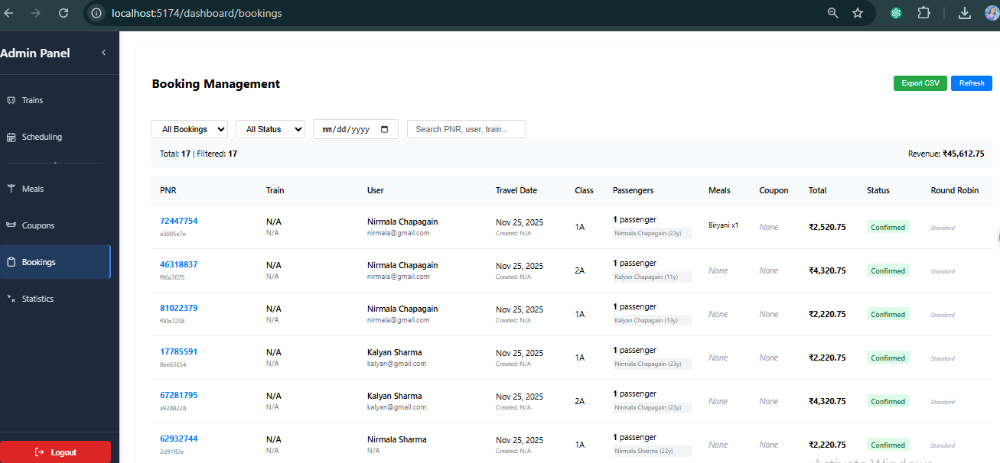 localhost:5174/dashboard/bookings
Admin Panel
Trains
Scheduling
Meals
Coupons
Bookings
Statistics
Logout
Booking Management
Export CSV Refresh
All Bookings All Status mm/dd/yyyy Search PNR, user, train...
Total: 17 | Filtered: 17 Revenue: ₹45,612.75
PNR Train User Travel Date Class Passengers Meals Coupon Total Status Round Robin
72447754 N/A Nirmala Chapagain Nov 25, 2025 1A 1 passenger Biryani x1 None ₹2,520.75 Confirmed Standard
a3005e7e N/A nirmala@gmail.com Created: N/A Nirmala Chapagain (23y)
46318837 N/A Nirmala Chapagain Nov 25, 2025 2A 1 passenger None None ₹4,320.75 Confirmed Standard
f90a7075 N/A nirmala@gmail.com Created: N/A Kalyan Chapagain (11y)
81022379 N/A Nirmala Chapagain Nov 25, 2025 1A 1 passenger None None ₹2,220.75 Confirmed Standard
f90a7258 N/A nirmala@gmail.com Created: N/A Kalyan Chapagain (13y)
17785591 N/A Kalyan Sharma Nov 25, 2025 1A 1 passenger None None ₹2,220.75 Confirmed Standard
8ee63634 N/A kalyan@gmail.com Created: N/A Nirmala Chapagain (23y)
67281795 N/A Kalyan Sharma Nov 25, 2025 2A 1 passenger None None ₹4,320.75 Confirmed Standard
a9288228 N/A kalyan@gmail.com Created: N/A Nirmala Chapagain (23y)
62932744 N/A Nirmala Sharma Nov 25, 2025 1A 1 passenger None None ₹2,220.75 Confirmed Standard
2d91ff2e N/A N/A Created: N/A Nirmala Sharma (22y)
Activate Windows